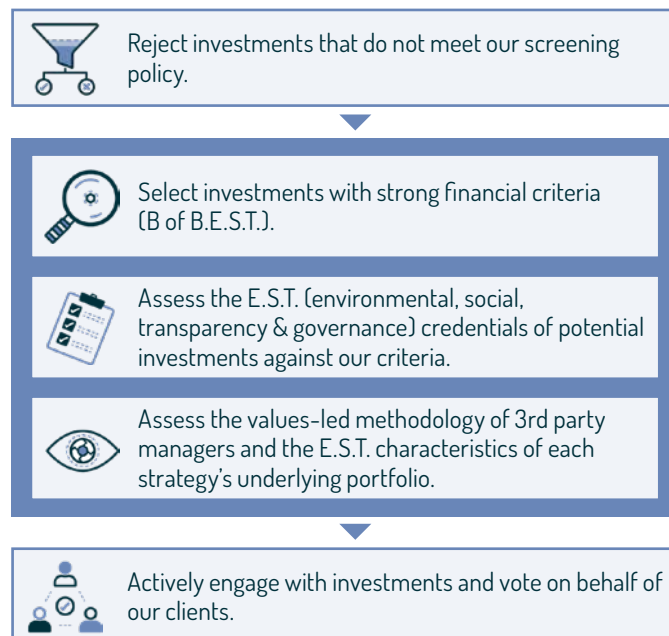 Reject investments that do not meet our screening
policy.
Select investments with strong financial criteria
(B of B.E.S.T.).
Assess the E.S.T. (environmental, social,
transparency & governance) credentials of potential
investments against our criteria.
Assess the values-led methodology of 3rd party
managers and the E.S.T. characteristics of each
strategy's underlying portfolio.
Actively engage with investments and vote on behalf of
our clients.